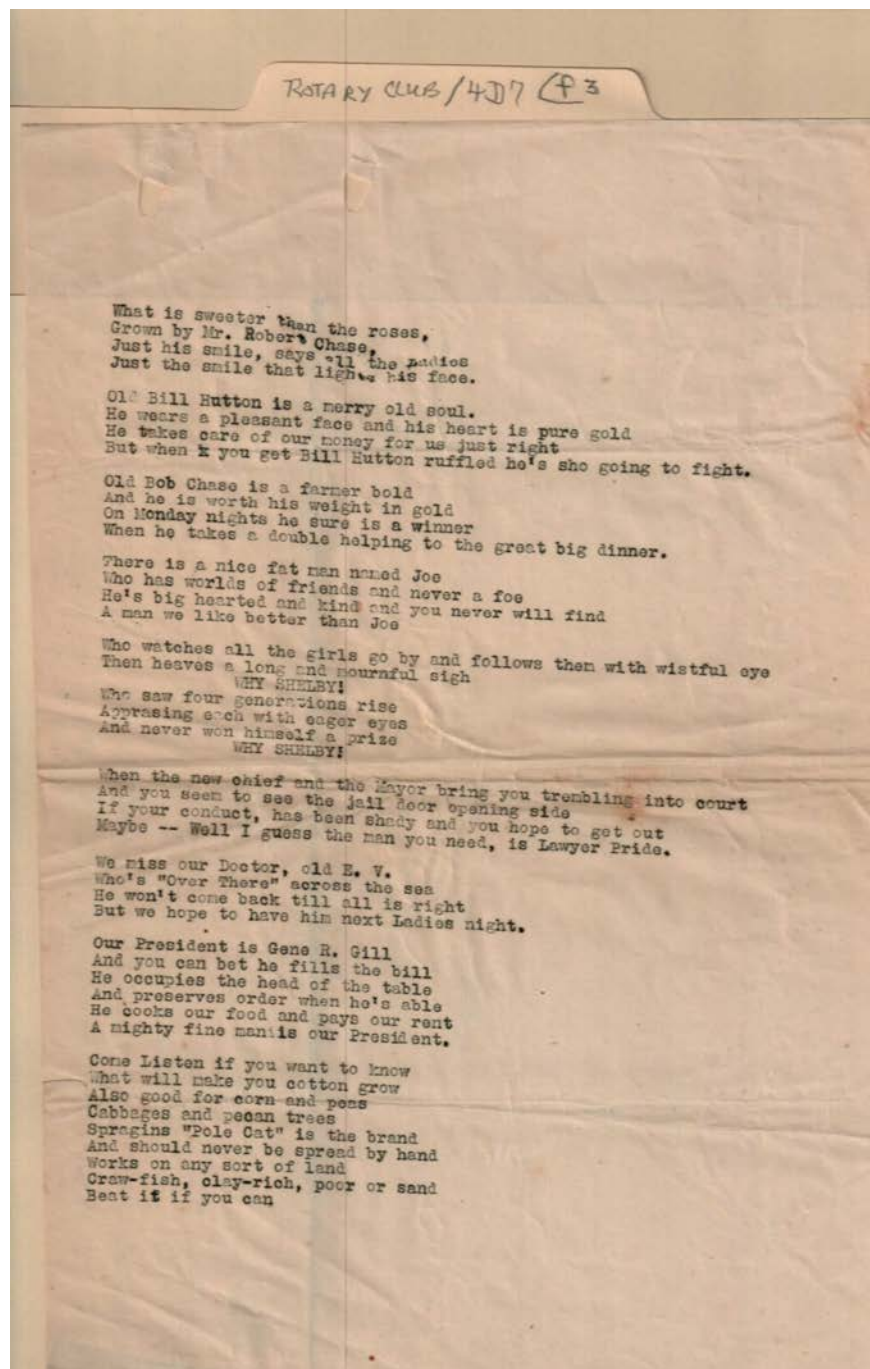 ROTARY CLUB / 4D7 f 3
What is sweeter than the roses,
Grown by Mr. Robert Chase,
Just his smile, says all the padies
Just the smile that lights his face.
Old Bill Hutton is a merry old soul.
He wears a pleasant face and his heart is pure gold
He takes care of our money for us just right
But when x you get Bill Hutton ruffled he's sho going to fight.
Old Bob Chase is a farmer bold
And he is worth his weight in gold
On Monday nights he sure is a winner
When he takes a double helping to the great big dinner.
There is a nice fat man named Joe
Who has worlds of friends and never a foe
He's big hearted and kind and you never will find
A man we like better than Joe
Who watches all the girls go by and follows them with wistful eye
Then heaves a long and mournful sigh
WHY SHELBY!
Who saw four generations rise
Apprasing each with eager eyes
And never won himself a prize
WHY SHELBY!
When the new chief and the Mayor bring you trembling into court
And you seem to see the jail door opening side
If your conduct, has been shady and you hope to get out
Maybe -- Well I guess the man you need, is Lawyer Pride.
We miss our Doctor, old E. V.
Who's "Over There" across the sea
He won't come back till all is right
But we hope to have him next Ladies night.
Our President is Gene R. Gill
And you can bet he fills the bill
He occupies the head of the table
And preserves order when he's able
He cooks our food and pays our rent
A mighty fine man is our President.
Come Listen if you want to know
What will make you cotton grow
Also good for corn and peas
Cabbages and pecan trees
Spragins "Pole Cat" is the brand
And should never be spread by hand
Works on any sort of land
Craw-fish, clay-rich, poor or sand
Beat it if you can